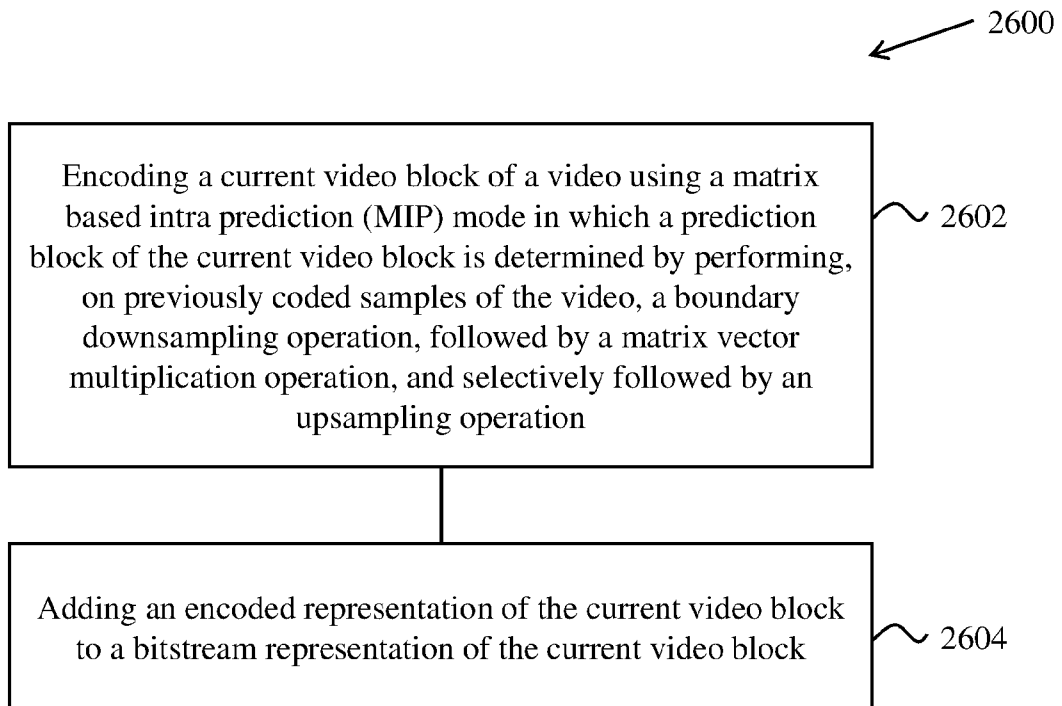 2600
Encoding a current video block of a video using a matrix
based intra prediction (MIP) mode in which a prediction
block of the current video block is determined by performing,
on previously coded samples of the video, a boundary
downsampling operation, followed by a matrix vector
multiplication operation, and selectively followed by an
upsampling operation
2602
Adding an encoded representation of the current video block
to a bitstream representation of the current video block
2604